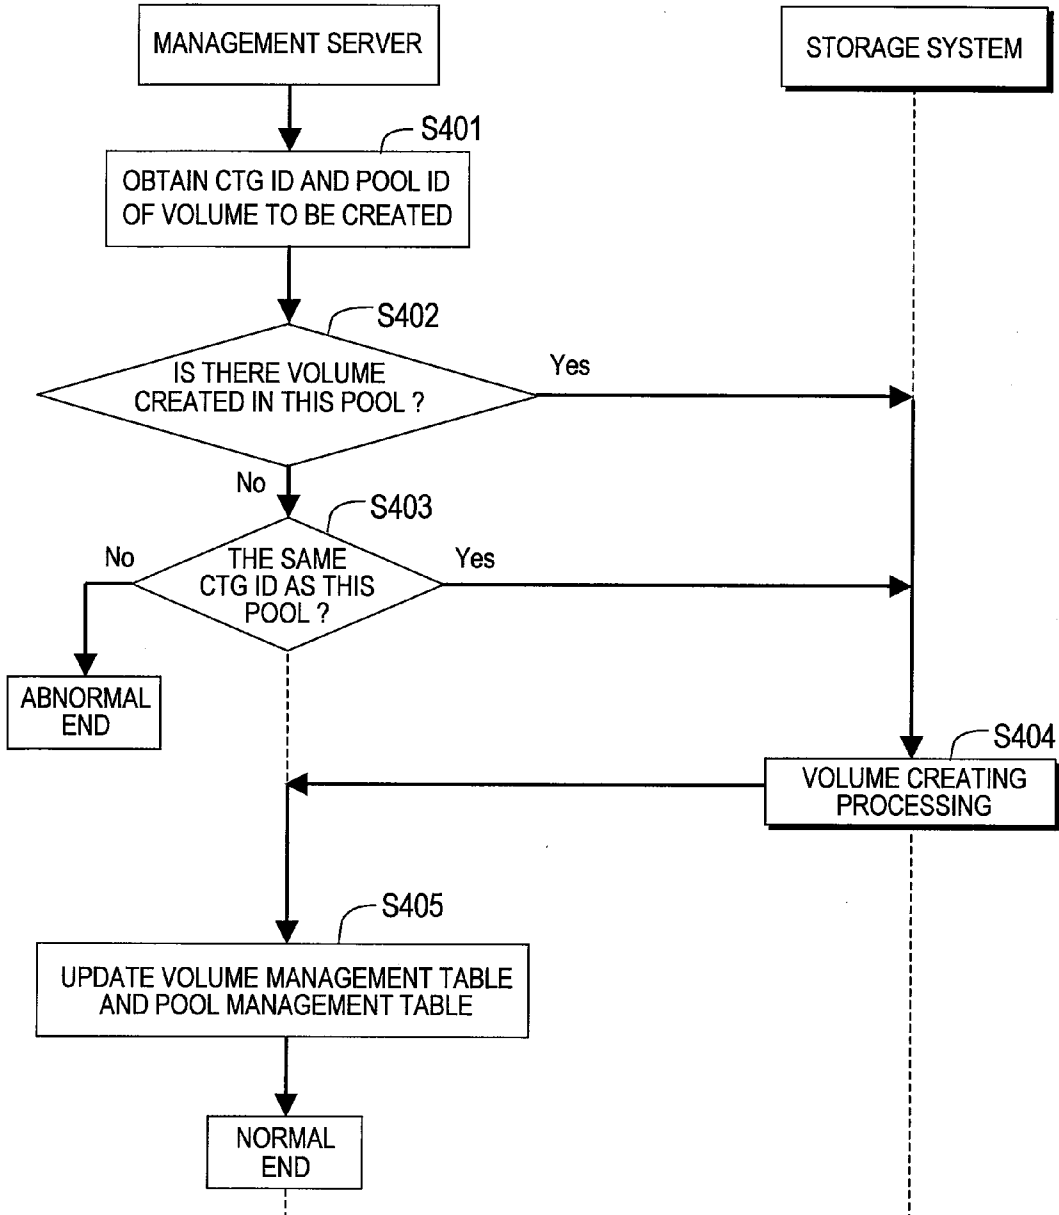 MANAGEMENT SERVER
STORAGE SYSTEM
S401
OBTAIN CTG ID AND POOL ID
OF VOLUME TO BE CREATED
S402
IS THERE VOLUME
CREATED IN THIS POOL ?
Yes
No
S403
THE SAME
CTG ID AS THIS
POOL ?
No
Yes
ABNORMAL
END
S404
VOLUME CREATING
PROCESSING
S405
UPDATE VOLUME MANAGEMENT TABLE
AND POOL MANAGEMENT TABLE
NORMAL
END